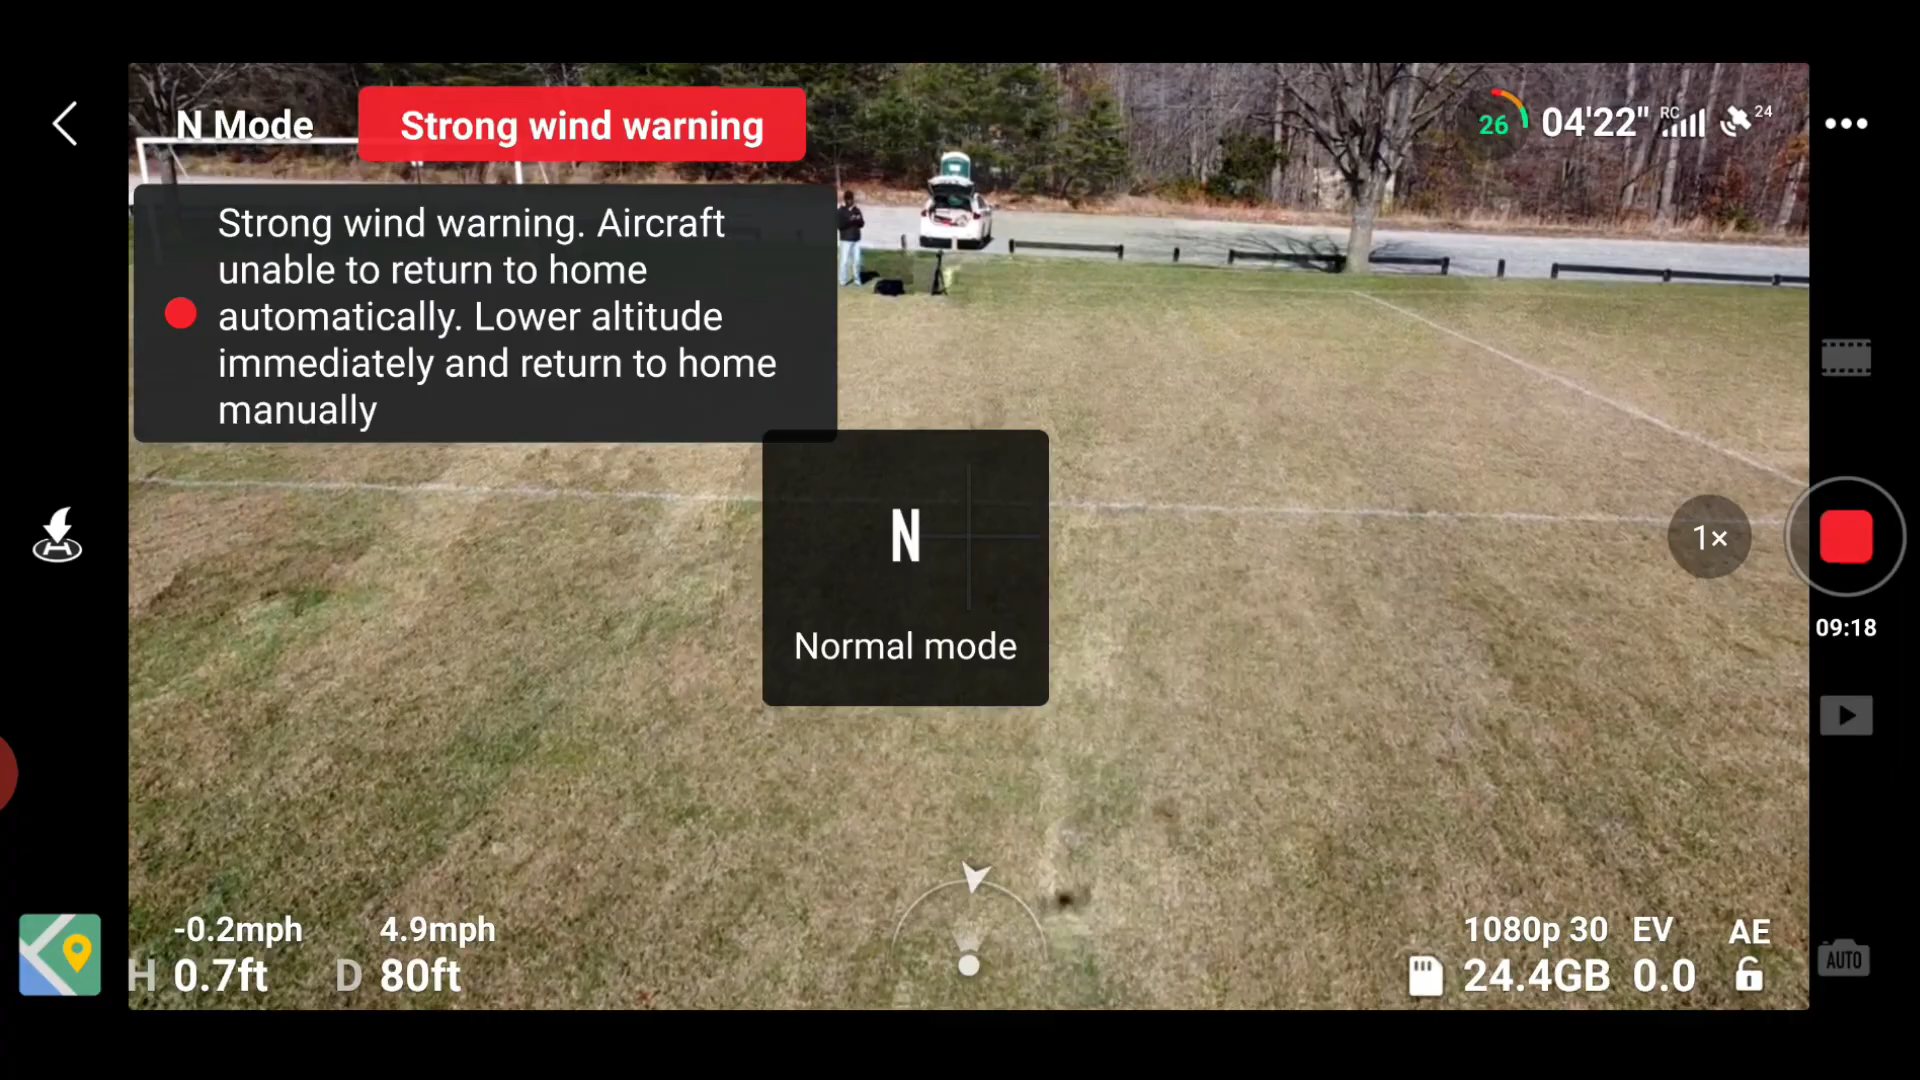 N Mode
Strong wind warning
26
04'22"
RC
24
Strong wind warning. Aircraft
unable to return to home
automatically. Lower altitude
immediately and return to home
manually
N
Normal mode
1×
09:18
-0.2mph
4.9mph
H 0.7ft
D 80ft
1080p 30
EV
AE
24.4GB
0.0
AUTO